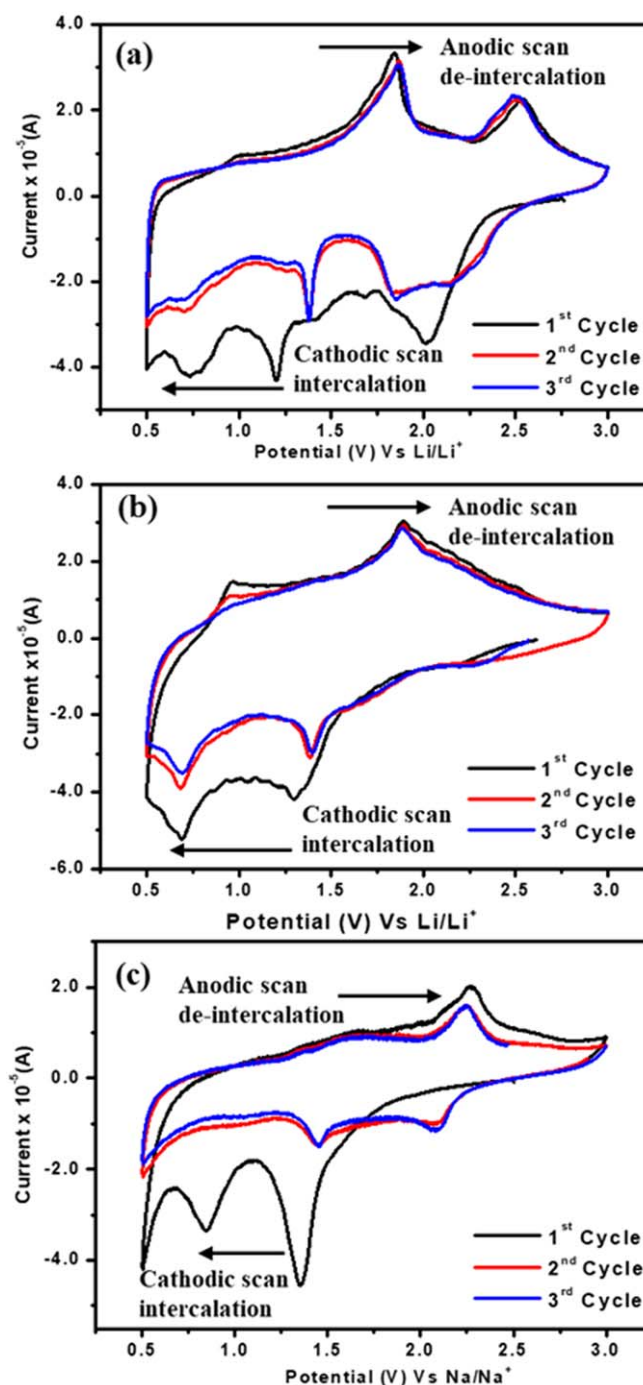 (a)
Anodic scan
de-intercalation
4.0
2.0
0.0
-2.0
-4.0
Current x 10⁻⁵(A)
1ˢᵗ Cycle
2ⁿᵈ Cycle
3ʳᵈ Cycle
Cathodic scan
intercalation
0.5 1.0 1.5 2.0 2.5 3.0
Potential (V) Vs Li/Li⁺
(b)
Anodic scan
de-intercalation
4.0
2.0
0.0
-2.0
-4.0
-6.0
Current x10⁻⁵(A)
1ˢᵗ Cycle
2ⁿᵈ Cycle
3ʳᵈ Cycle
Cathodic scan
intercalation
0.5 1.0 1.5 2.0 2.5 3.0
Potential (V) Vs Li/Li⁺
(c)
Anodic scan
de-intercalation
2.0
0.0
-2.0
-4.0
Current x 10⁻⁵(A)
Cathodic scan
intercalation
1ˢᵗ Cycle
2ⁿᵈ Cycle
3ʳᵈ Cycle
0.5 1.0 1.5 2.0 2.5 3.0
Potential (V) Vs Na/Na⁺